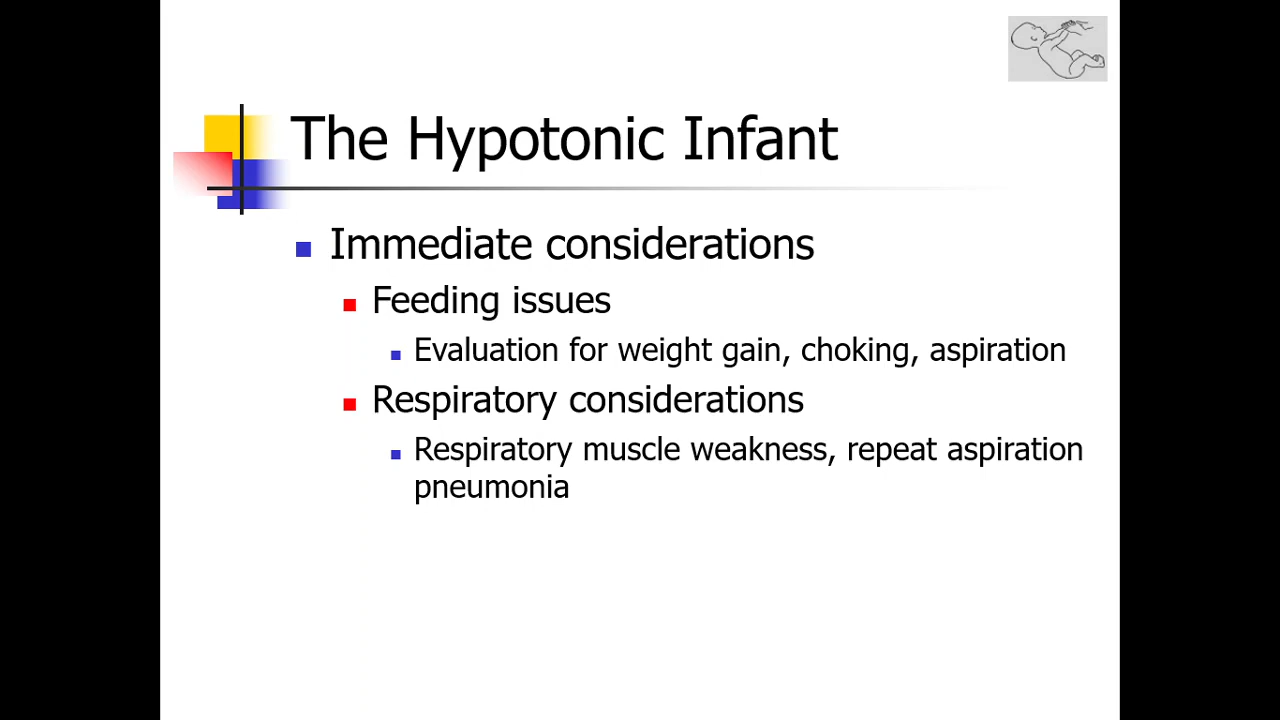 The Hypotonic Infant
Immediate considerations
Feeding issues
Evaluation for weight gain, choking, aspiration
Respiratory considerations
Respiratory muscle weakness, repeat aspiration
pneumonia